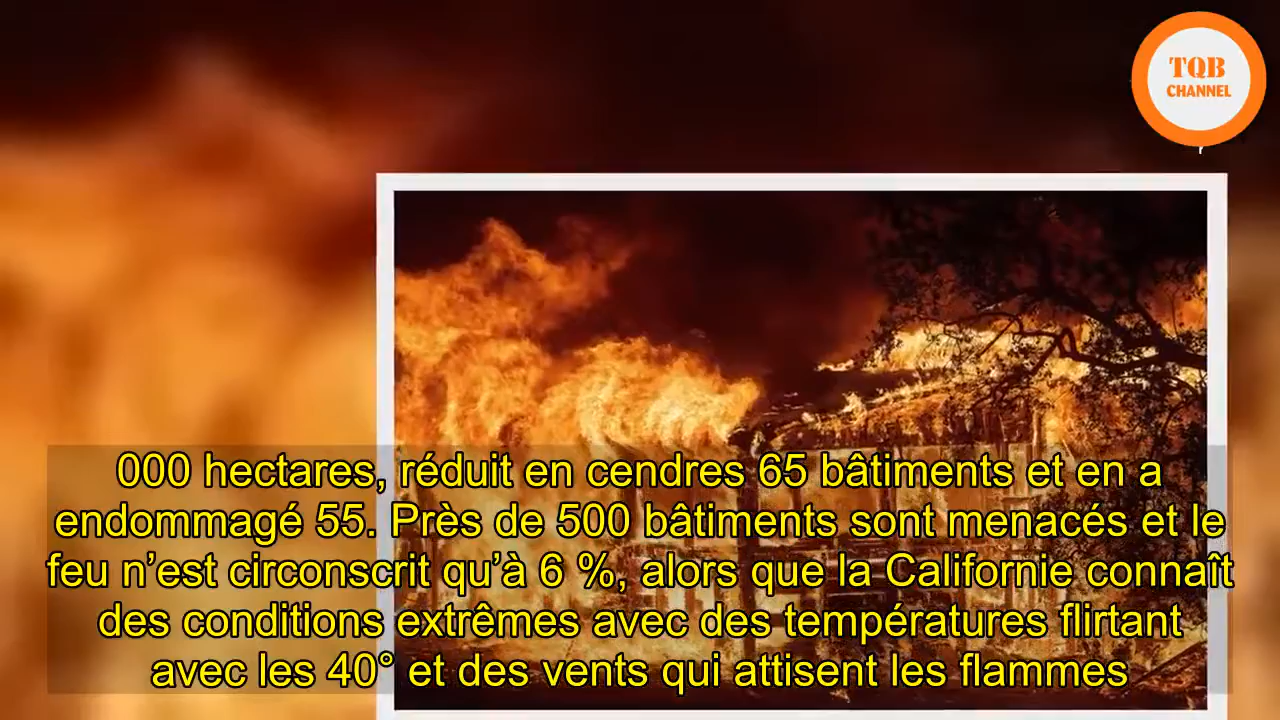 TQB
CHANNEL
000 hectares, réduit en cendres 65 bâtiments et en a
endommagé 55. Près de 500 bâtiments sont menacés et le
feu n’est circonscrit qu’à 6 %, alors que la Californie connaît
des conditions extrêmes avec des températures flirtant
avec les 40° et des vents qui attisent les flammes